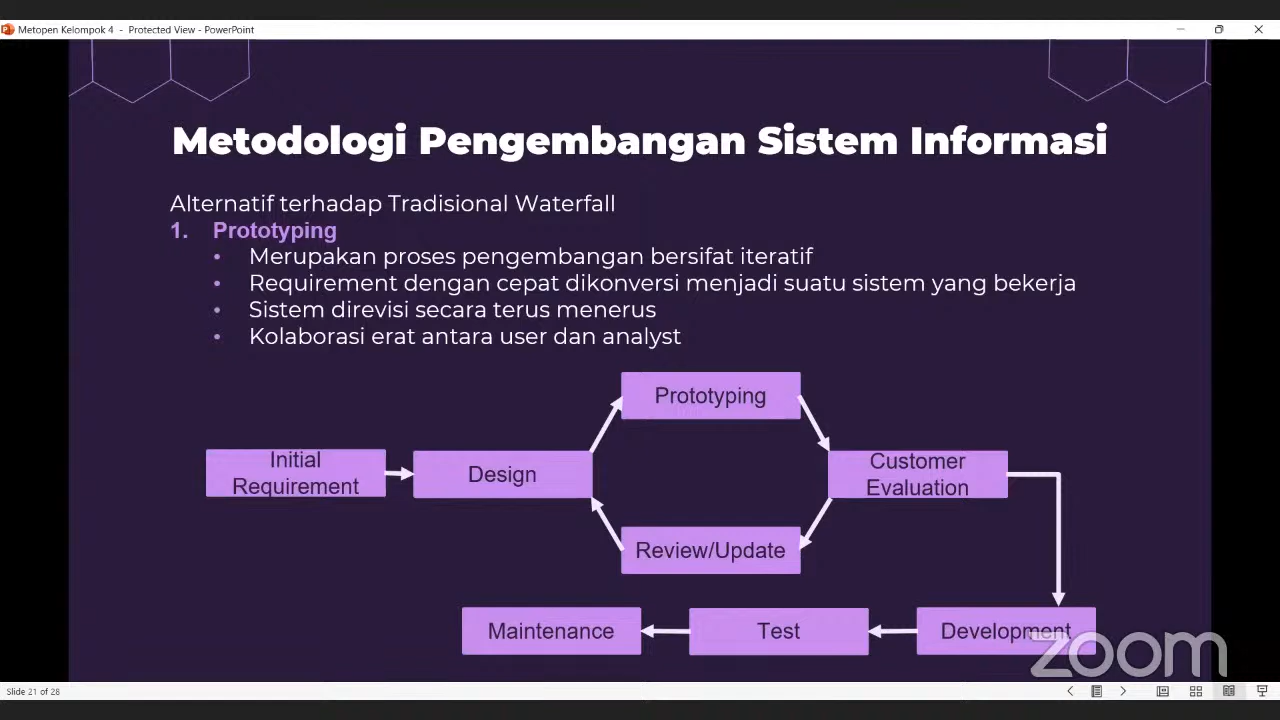 Metopen Kelompok 4 - Protected View - PowerPoint
Metodologi Pengembangan Sistem Informasi
Alternatif terhadap Tradisional Waterfall
1. Prototyping
• Merupakan proses pengembangan bersifat iteratif
• Requirement dengan cepat dikonversi menjadi suatu sistem yang bekerja
• Sistem direvisi secara terus menerus
• Kolaborasi erat antara user dan analyst
Prototyping
Initial
Requirement
Design
Customer
Evaluation
Review/Update
Maintenance
Test
Development
zoom
Slide 21 of 28